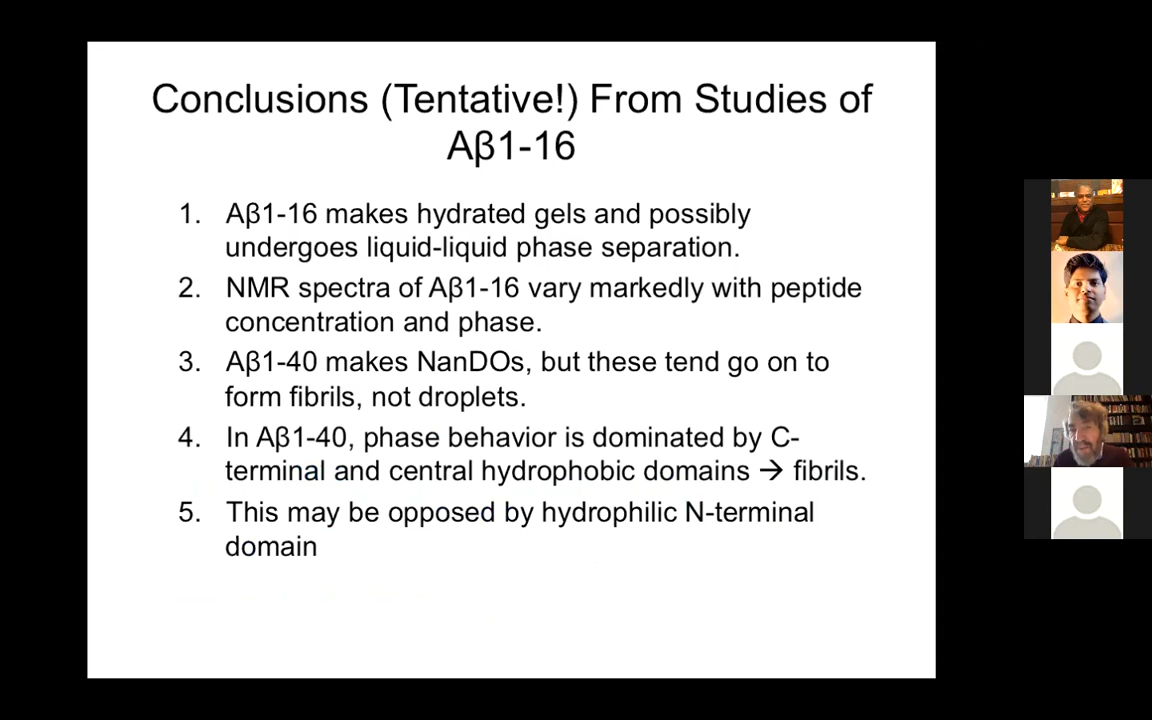 Conclusions (Tentative!) From Studies of
Aβ1-16
1. Aβ1-16 makes hydrated gels and possibly
undergoes liquid-liquid phase separation.
2. NMR spectra of Aβ1-16 vary markedly with peptide
concentration and phase.
3. Aβ1-40 makes NanDOs, but these tend go on to
form fibrils, not droplets.
4. In Aβ1-40, phase behavior is dominated by C-
terminal and central hydrophobic domains → fibrils.
5. This may be opposed by hydrophilic N-terminal
domain